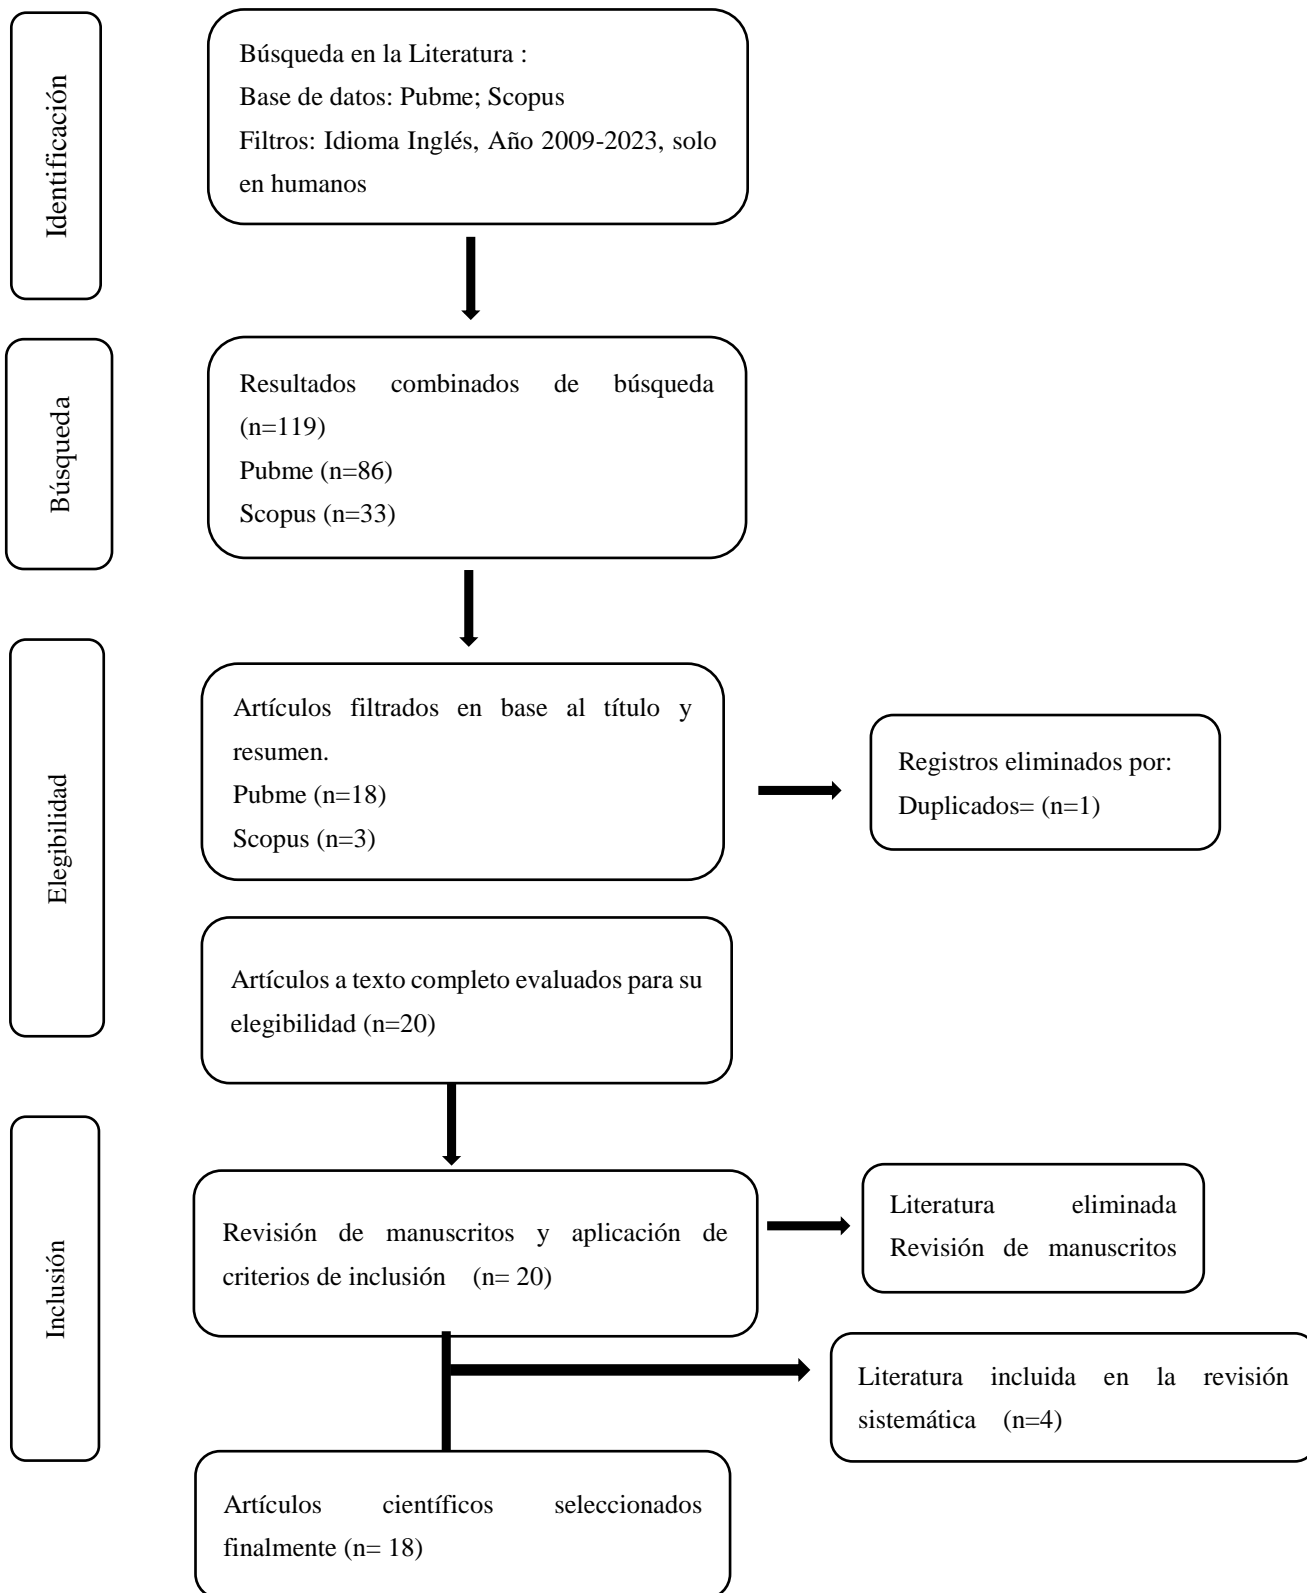 Identificación
Búsqueda en la Literatura :
Base de datos: Pubme; Scopus
Filtros: Idioma Inglés, Año 2009-2023, solo
en humanos
Búsqueda
Resultados combinados de búsqueda
(n=119)
Pubme (n=86)
Scopus (n=33)
Elegibilidad
Artículos filtrados en base al título y
resumen.
Pubme (n=18)
Scopus (n=3)
Registros eliminados por:
Duplicados= (n=1)
Artículos a texto completo evaluados para su
elegibilidad (n=20)
Inclusión
Revisión de manuscritos y aplicación de
criterios de inclusión (n= 20)
Literatura eliminada
Revisión de manuscritos
Literatura incluida en la revisión
sistemática (n=4)
Artículos científicos seleccionados
finalmente (n= 18)